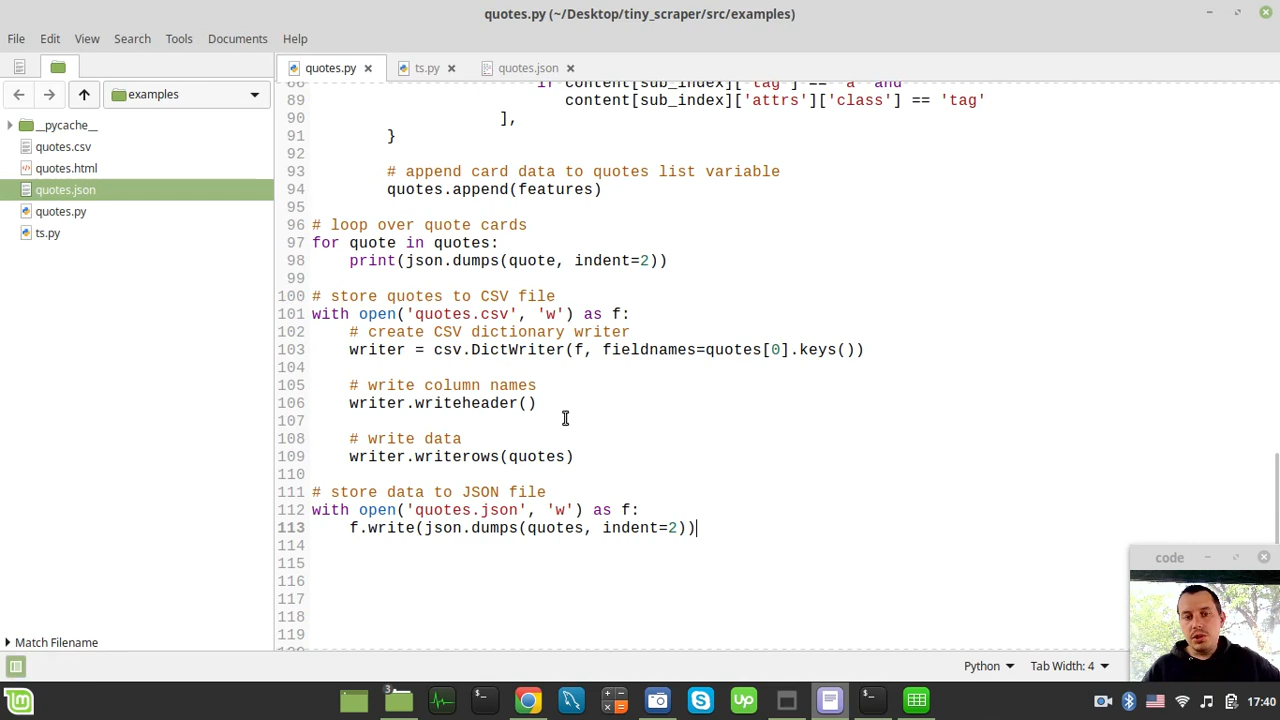 quotes.py (~/Desktop/tiny_scraper/src/examples)
File Edit View Search Tools Documents Help
quotes.py ts.py quotes.json
examples
__pycache__
quotes.csv
quotes.html
quotes.json
quotes.py
ts.py
Match Filename
88 if content[sub_index]['tag'] == 'a' and
89 content[sub_index]['attrs']['class'] == 'tag'
90 ],
91 }
92
93 # append card data to quotes list variable
94 quotes.append(features)
95
96 # loop over quote cards
97 for quote in quotes:
98 print(json.dumps(quote, indent=2))
99
100 # store quotes to CSV file
101 with open('quotes.csv', 'w') as f:
102 # create CSV dictionary writer
103 writer = csv.DictWriter(f, fieldnames=quotes[0].keys())
104
105 # write column names
106 writer.writeheader()
107
108 # write data
109 writer.writerows(quotes)
110
111 # store data to JSON file
112 with open('quotes.json', 'w') as f:
113 f.write(json.dumps(quotes, indent=2))
114
115
116
117
118
119
code
Python Tab Width: 4
3
Up
17:40